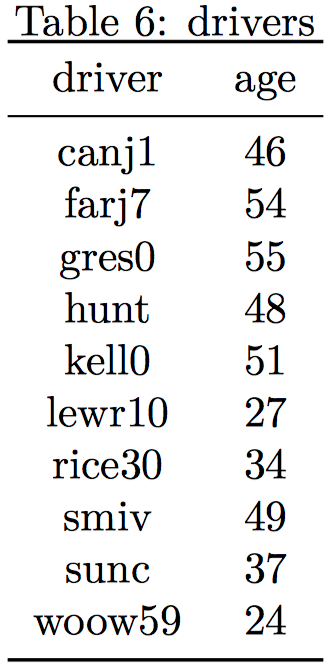 Table 6: drivers
driver age
canj1 46
farj7 54
gres0 55
hunt 48
kell0 51
lewr10 27
rice30 34
smiv 49
sunc 37
woow59 24